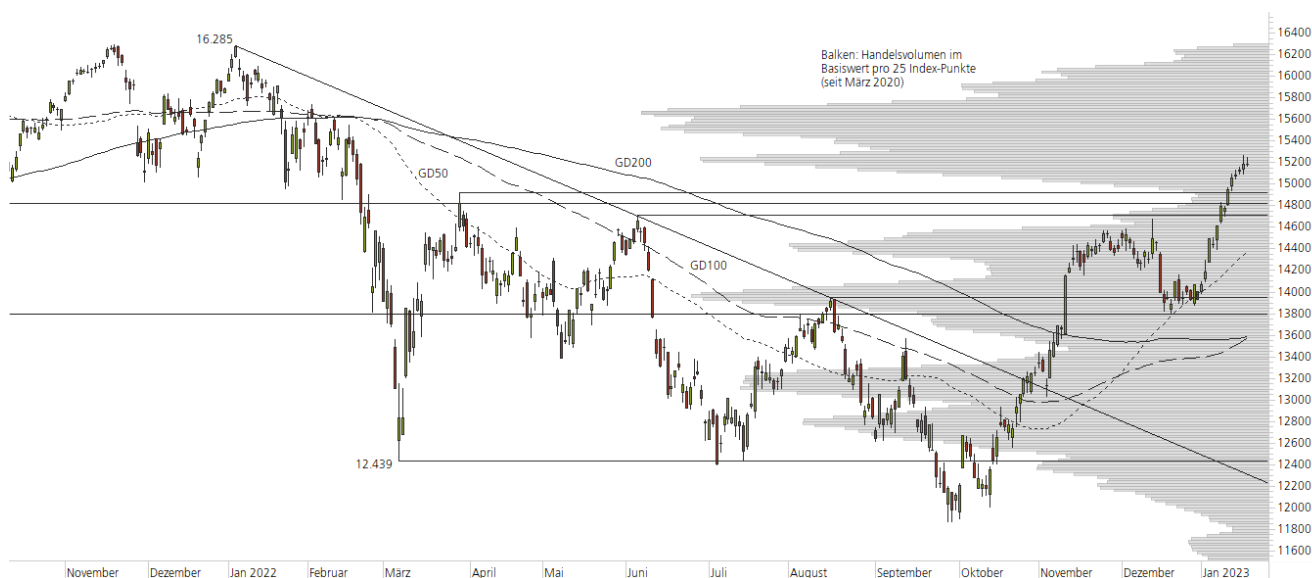 16.285
Balken: Handelsvolumen im
Basiswert pro 25 Index-Punkte
(seit März 2020)
GD50
GD200
GD100
12.439
16400
16200
16000
15800
15600
15400
15200
15000
14800
14600
14400
14200
14000
13800
13600
13400
13200
13000
12800
12600
12400
12200
12000
11800
11600
November
Dezember
Jan 2022
Februar
März
April
Mai
Juni
Juli
August
September
Oktober
November
Dezember
Jan 2023